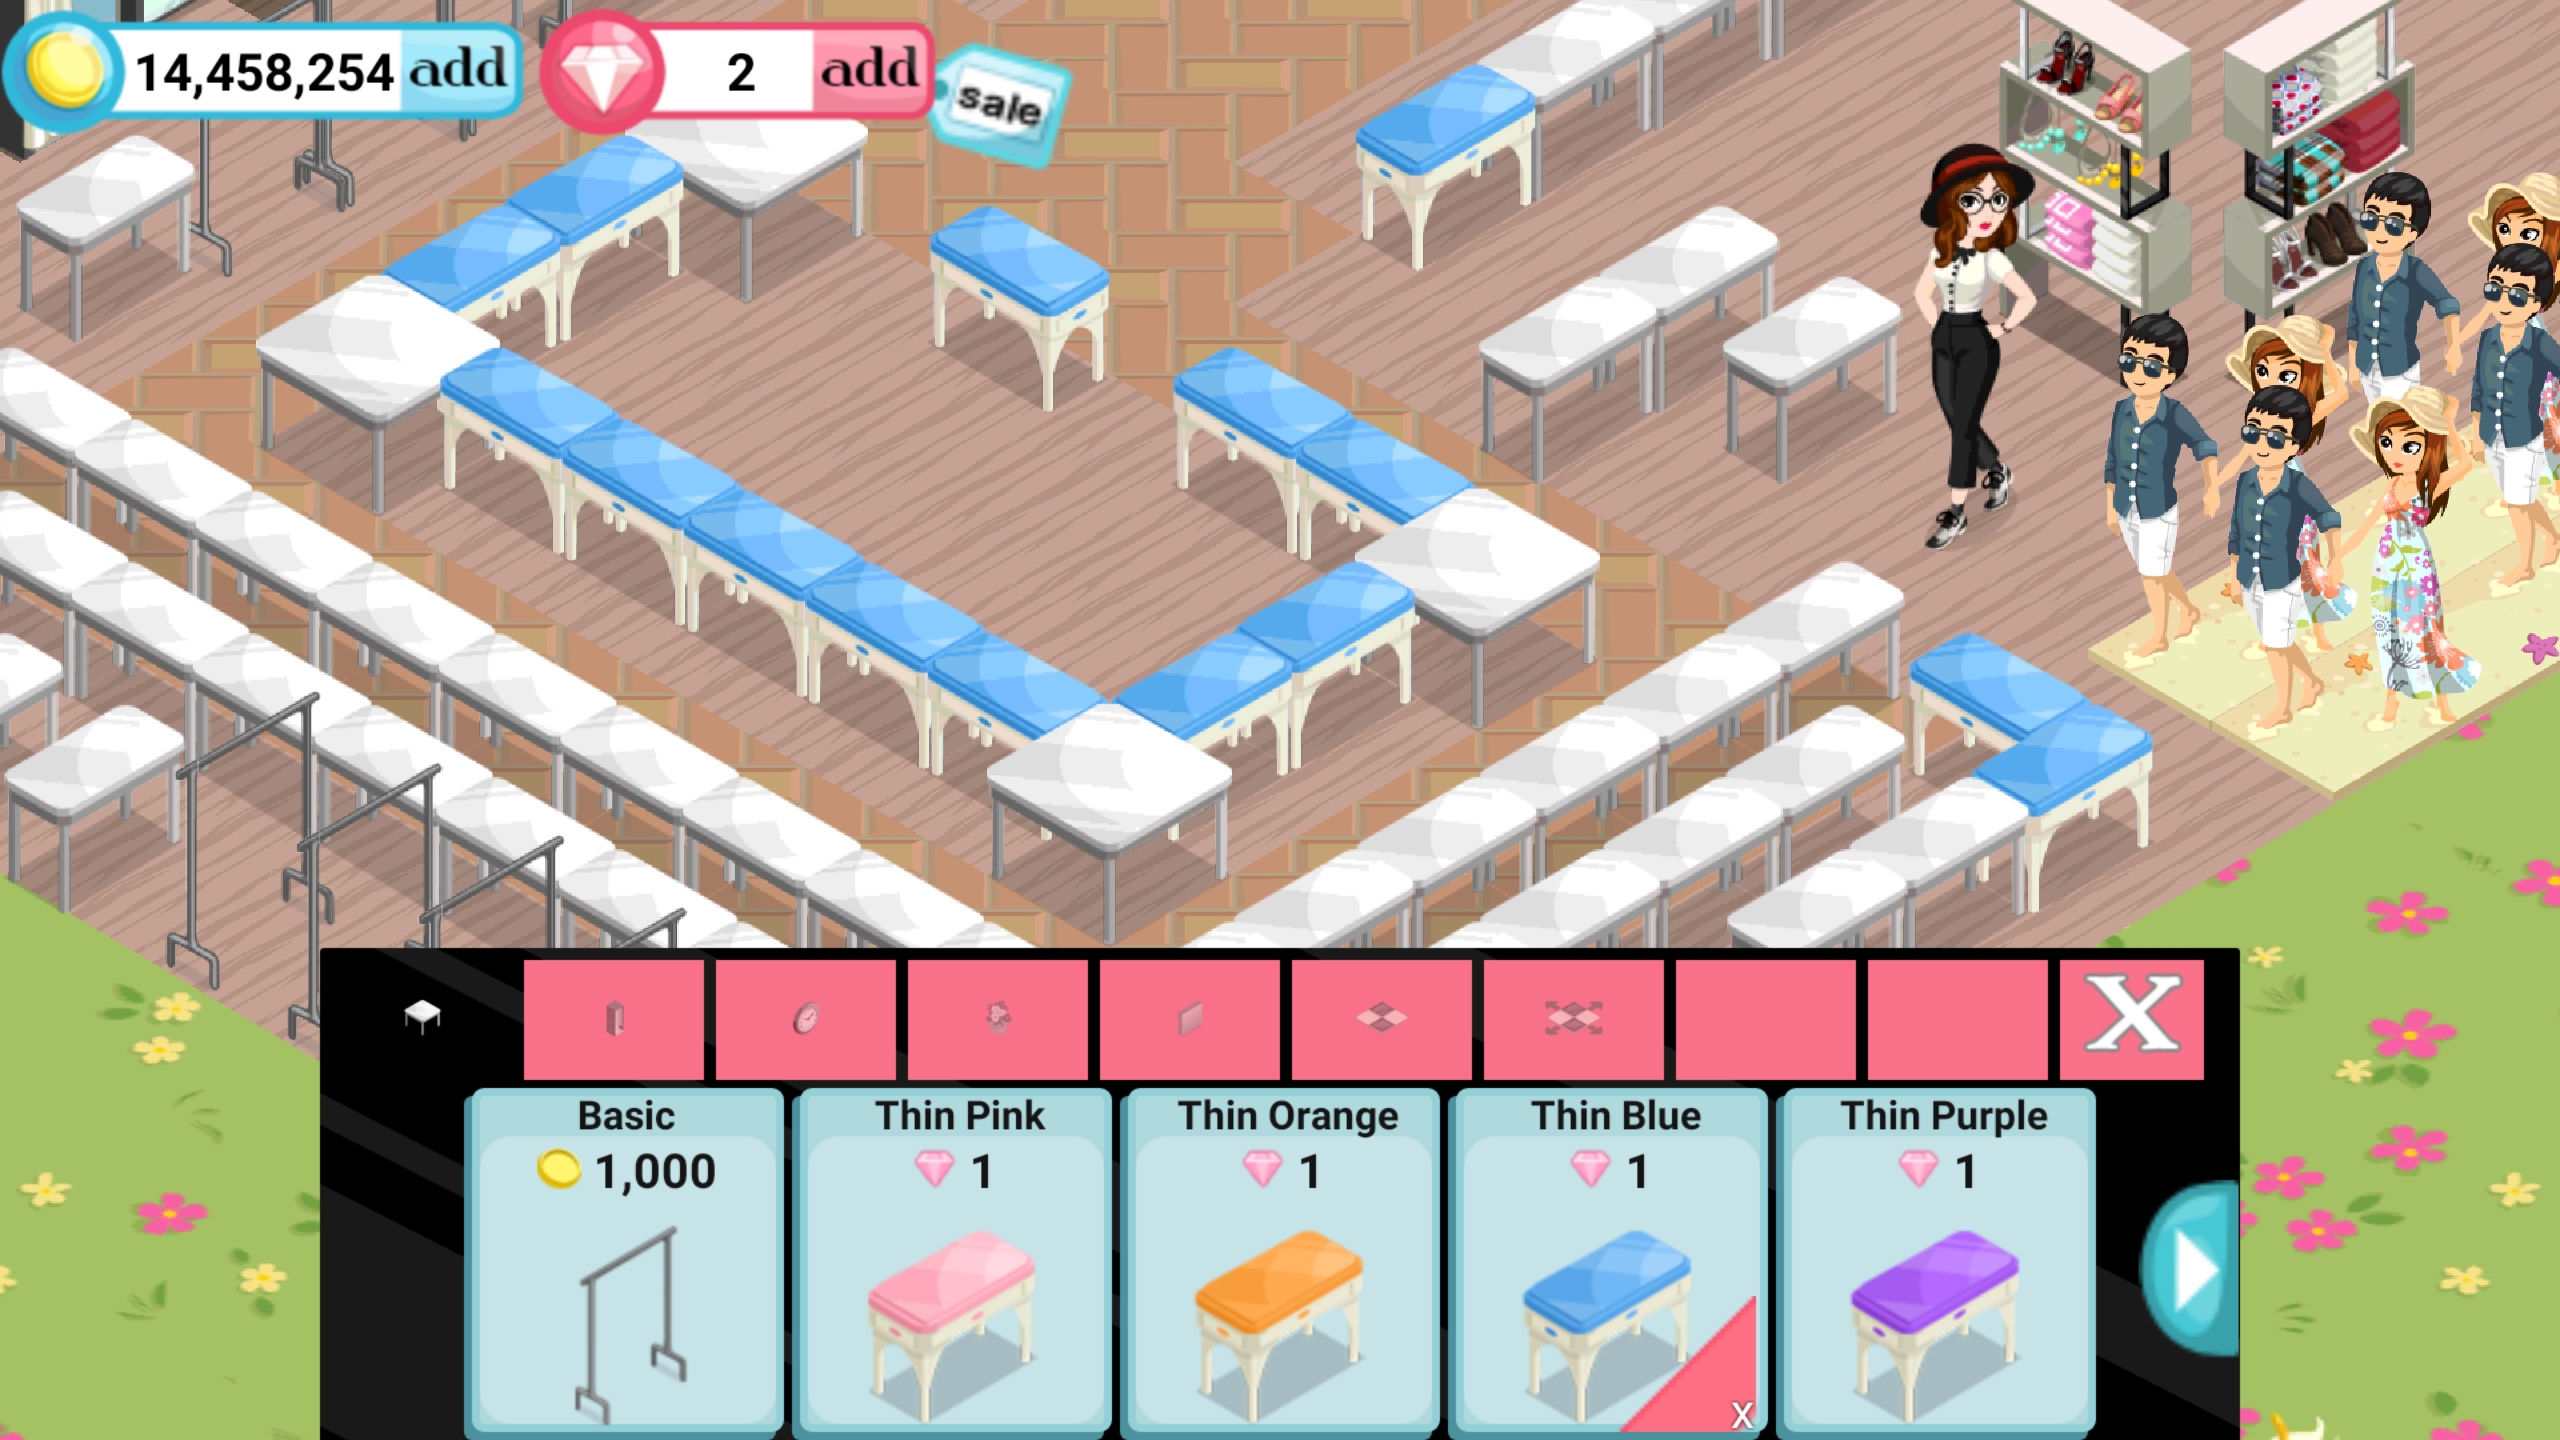 14,458,254 add
2 add
sale
X
Basic
1,000
Thin Pink
1
Thin Orange
1
Thin Blue
1
X
Thin Purple
1